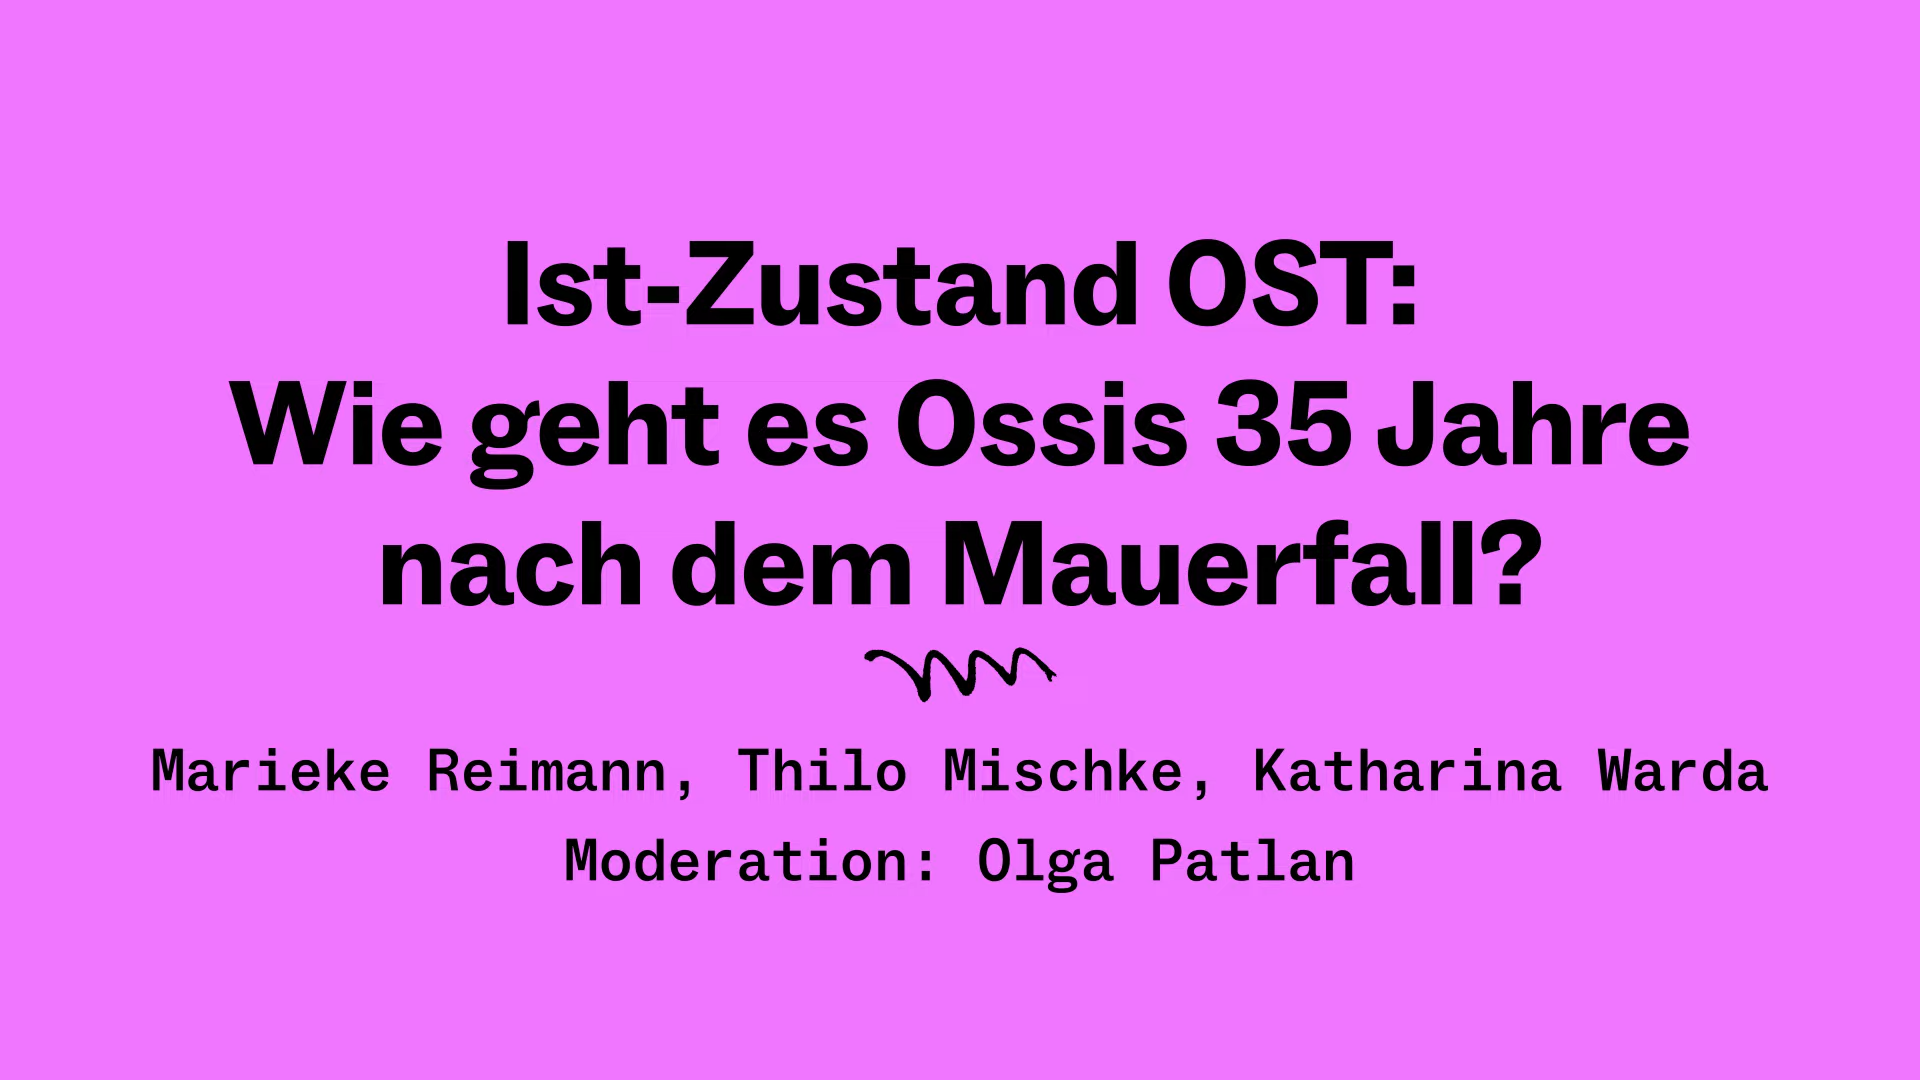 Ist-Zustand OST:
Wie geht es Ossis 35 Jahre
nach dem Mauerfall?
Marieke Reimann, Thilo Mischke, Katharina Warda
Moderation: Olga Patlan